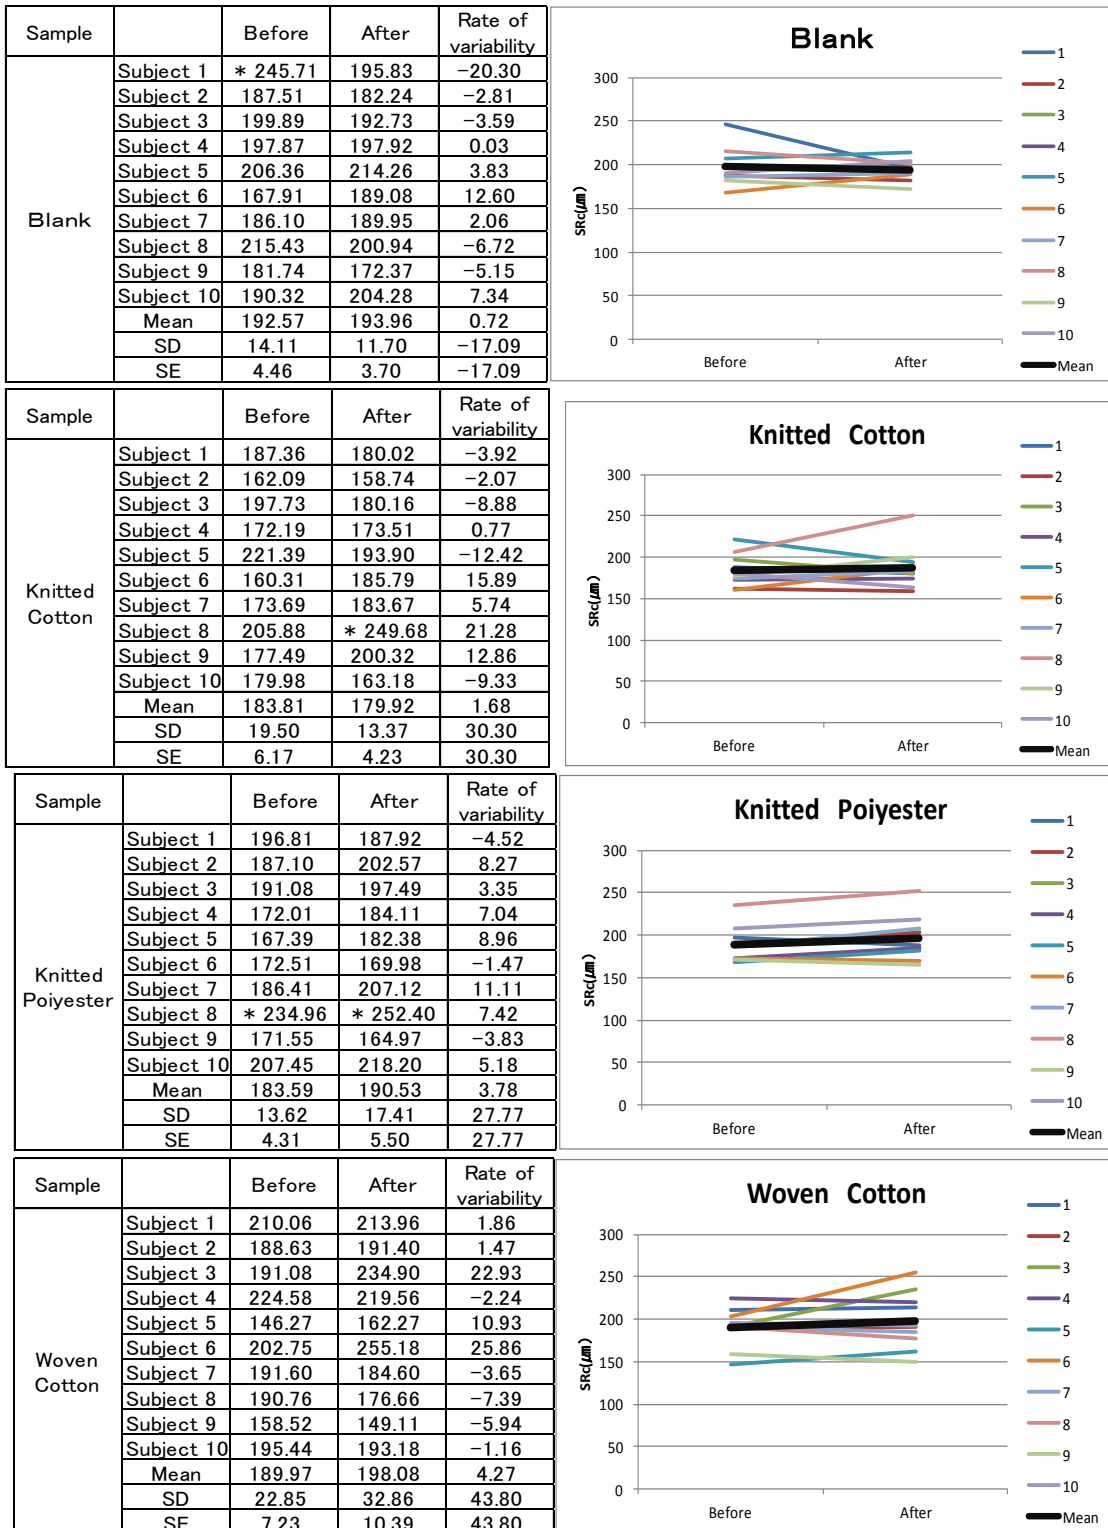 Sample Before After Rate of variability
Blank
Subject 1 * 245.71 195.83 −20.30
Subject 2 187.51 182.24 −2.81
Subject 3 199.89 192.73 −3.59
Subject 4 197.87 197.92 0.03
Subject 5 206.36 214.26 3.83
Subject 6 167.91 189.08 12.60
Subject 7 186.10 189.95 2.06
Subject 8 215.43 200.94 −6.72
Subject 9 181.74 172.37 −5.15
Subject 10 190.32 204.28 7.34
Mean 192.57 193.96 0.72
SD 14.11 11.70 −17.09
SE 4.46 3.70 −17.09
Blank
300
250
200
150
100
50
0
SRc(μm)
Before After
1
2
3
4
5
6
7
8
9
10
Mean
Sample Before After Rate of variability
Knitted Cotton
Subject 1 187.36 180.02 −3.92
Subject 2 162.09 158.74 −2.07
Subject 3 197.73 180.16 −8.88
Subject 4 172.19 173.51 0.77
Subject 5 221.39 193.90 −12.42
Subject 6 160.31 185.79 15.89
Subject 7 173.69 183.67 5.74
Subject 8 205.88 * 249.68 21.28
Subject 9 177.49 200.32 12.86
Subject 10 179.98 163.18 −9.33
Mean 183.81 179.92 1.68
SD 19.50 13.37 30.30
SE 6.17 4.23 30.30
Knitted Cotton
300
250
200
150
100
50
0
SRc(μm)
Before After
1
2
3
4
5
6
7
8
9
10
Mean
Sample Before After Rate of variability
Knitted Poiyester
Subject 1 196.81 187.92 −4.52
Subject 2 187.10 202.57 8.27
Subject 3 191.08 197.49 3.35
Subject 4 172.01 184.11 7.04
Subject 5 167.39 182.38 8.96
Subject 6 172.51 169.98 −1.47
Subject 7 186.41 207.12 11.11
Subject 8 * 234.96 * 252.40 7.42
Subject 9 171.55 164.97 −3.83
Subject 10 207.45 218.20 5.18
Mean 183.59 190.53 3.78
SD 13.62 17.41 27.77
SE 4.31 5.50 27.77
Knitted Poiyester
300
250
200
150
100
50
0
SRc(μm)
Before After
1
2
3
4
5
6
7
8
9
10
Mean
Sample Before After Rate of variability
Woven Cotton
Subject 1 210.06 213.96 1.86
Subject 2 188.63 191.40 1.47
Subject 3 191.08 234.90 22.93
Subject 4 224.58 219.56 −2.24
Subject 5 146.27 162.27 10.93
Subject 6 202.75 255.18 25.86
Subject 7 191.60 184.60 −3.65
Subject 8 190.76 176.66 −7.39
Subject 9 158.52 149.11 −5.94
Subject 10 195.44 193.18 −1.16
Mean 189.97 198.08 4.27
SD 22.85 32.86 43.80
SE 7.23 10.39 43.80
Woven Cotton
300
250
200
150
100
50
0
SRc(μm)
Before After
1
2
3
4
5
6
7
8
9
10
Mean